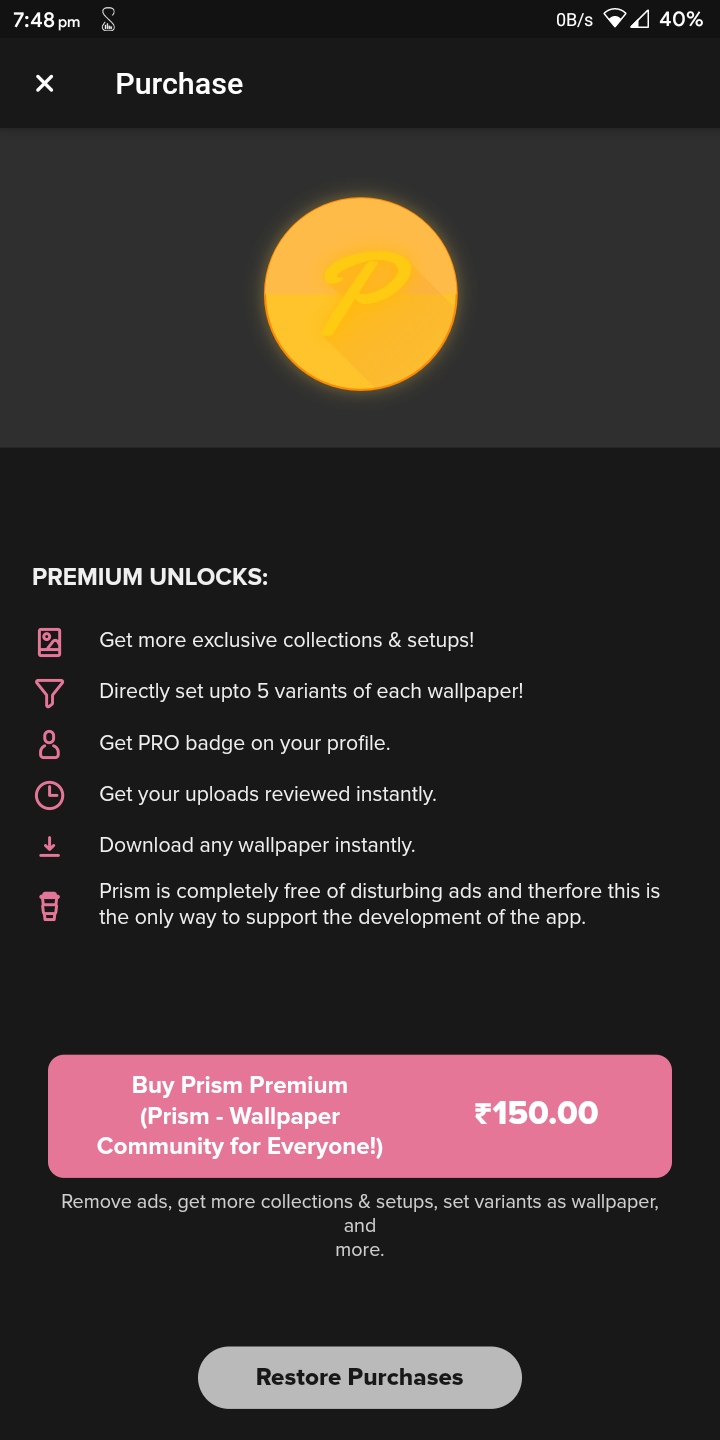 7:48 pm 0B/s 40%
Purchase
P
PREMIUM UNLOCKS:
Get more exclusive collections & setups!
Directly set upto 5 variants of each wallpaper!
Get PRO badge on your profile.
Get your uploads reviewed instantly.
Download any wallpaper instantly.
Prism is completely free of disturbing ads and therfore this is
the only way to support the development of the app.
Buy Prism Premium
(Prism - Wallpaper
Community for Everyone!)
₹150.00
Remove ads, get more collections & setups, set variants as wallpaper,
and
more.
Restore Purchases